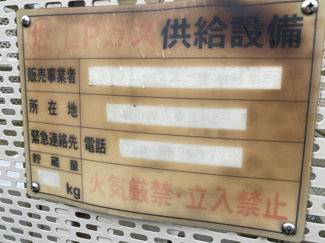 LPガス供給設備
販売事業者
所在地
緊急連絡先 電話
貯蔵量
kg 火気厳禁・立入禁止